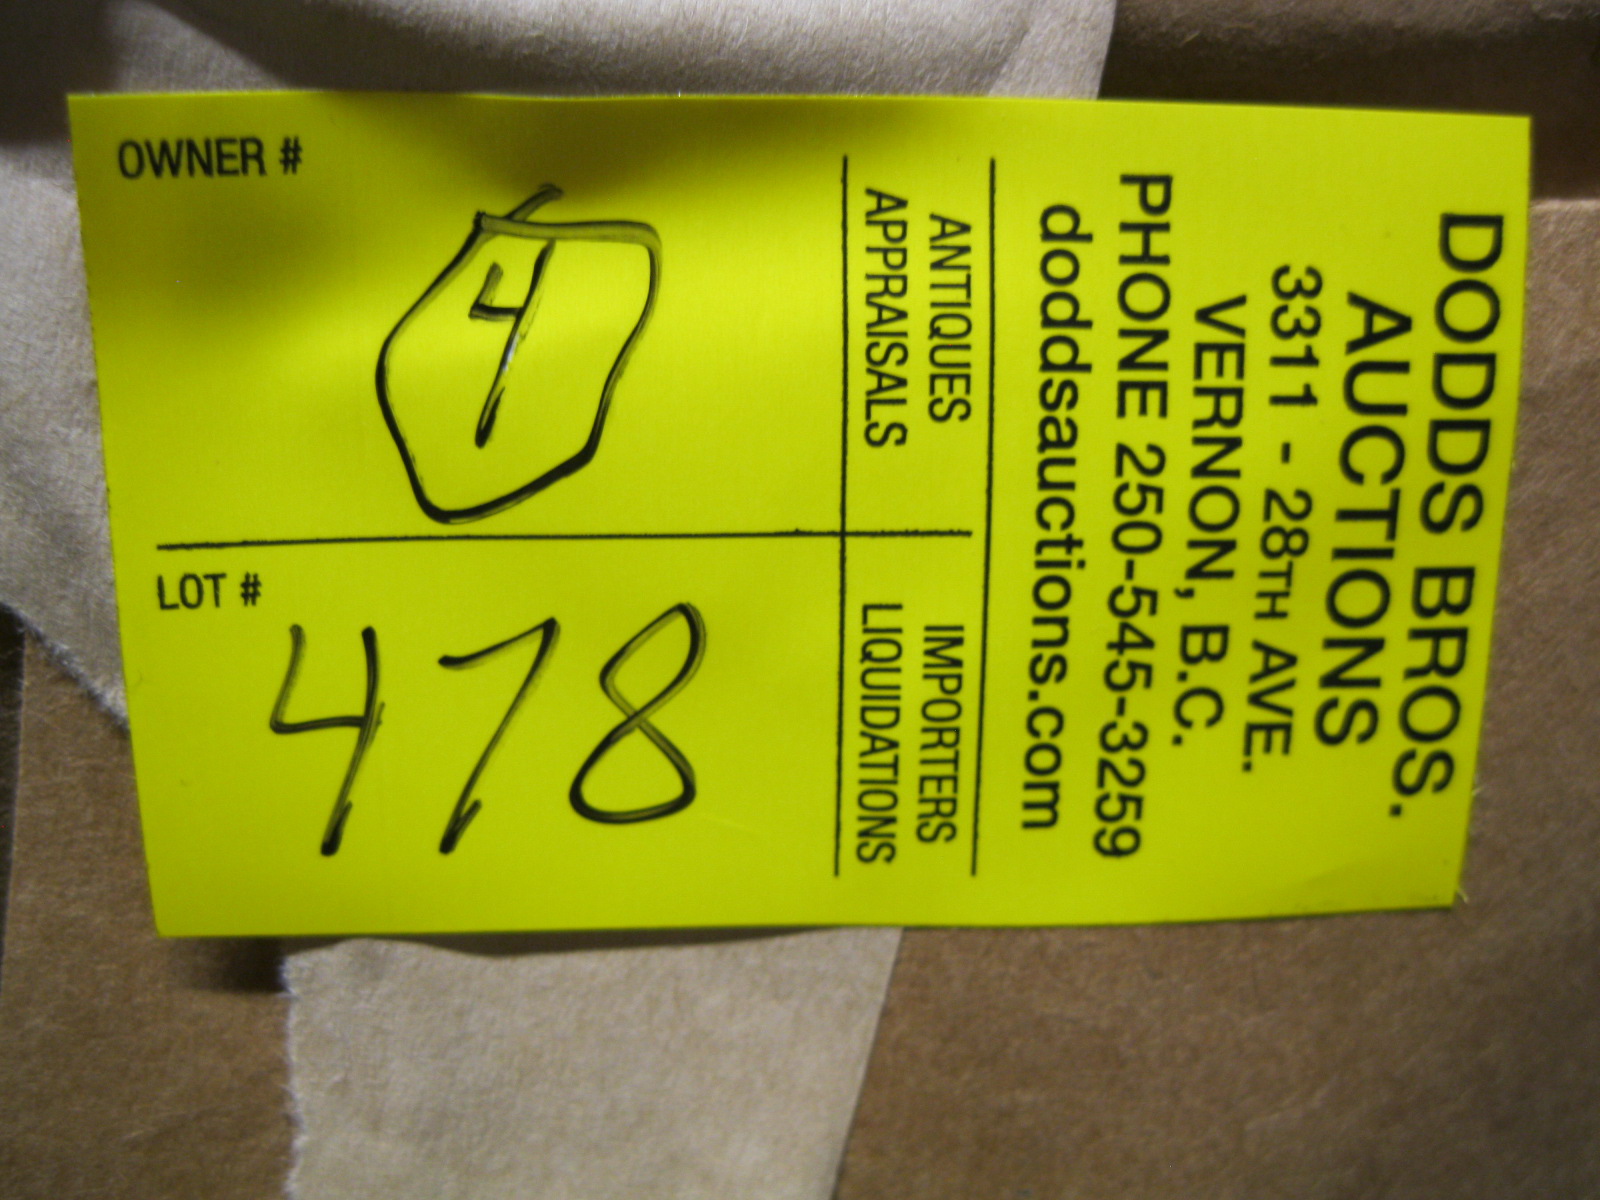 DODDS BROS.
AUCTIONS
3311 - 28TH AVE.
VERNON, B.C.
PHONE 250-545-3259
doddsauctions.com
ANTIQUES
APPRAISALS
IMPORTERS
LIQUIDATIONS
OWNER #
4
LOT #
478